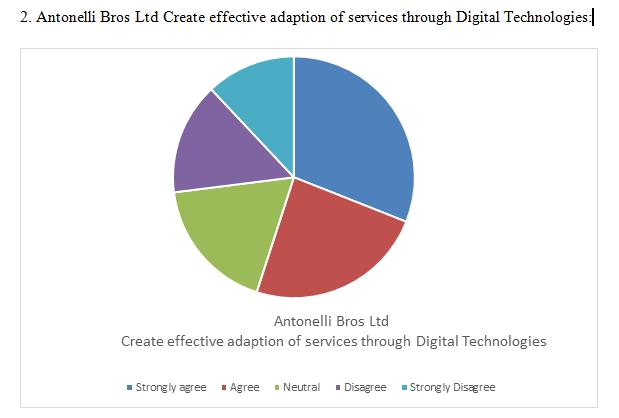 2. Antonelli Bros Ltd Create effective adaption of services through Digital Technologies:
Antonelli Bros Ltd
Create effective adaption of services through Digital Technologies
Strongly agree Agree Neutral Disagree Strongly Disagree